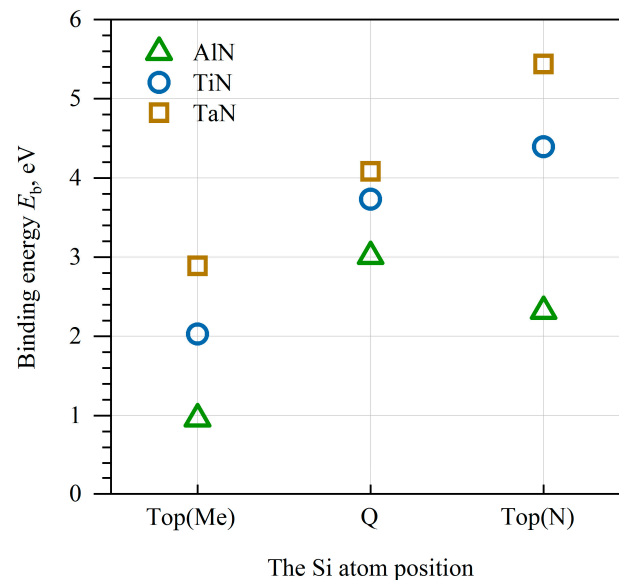 6
5
4
3
2
1
0
Binding energy E_b, eV
AlN
TiN
TaN
Top(Me) Q Top(N)
The Si atom position